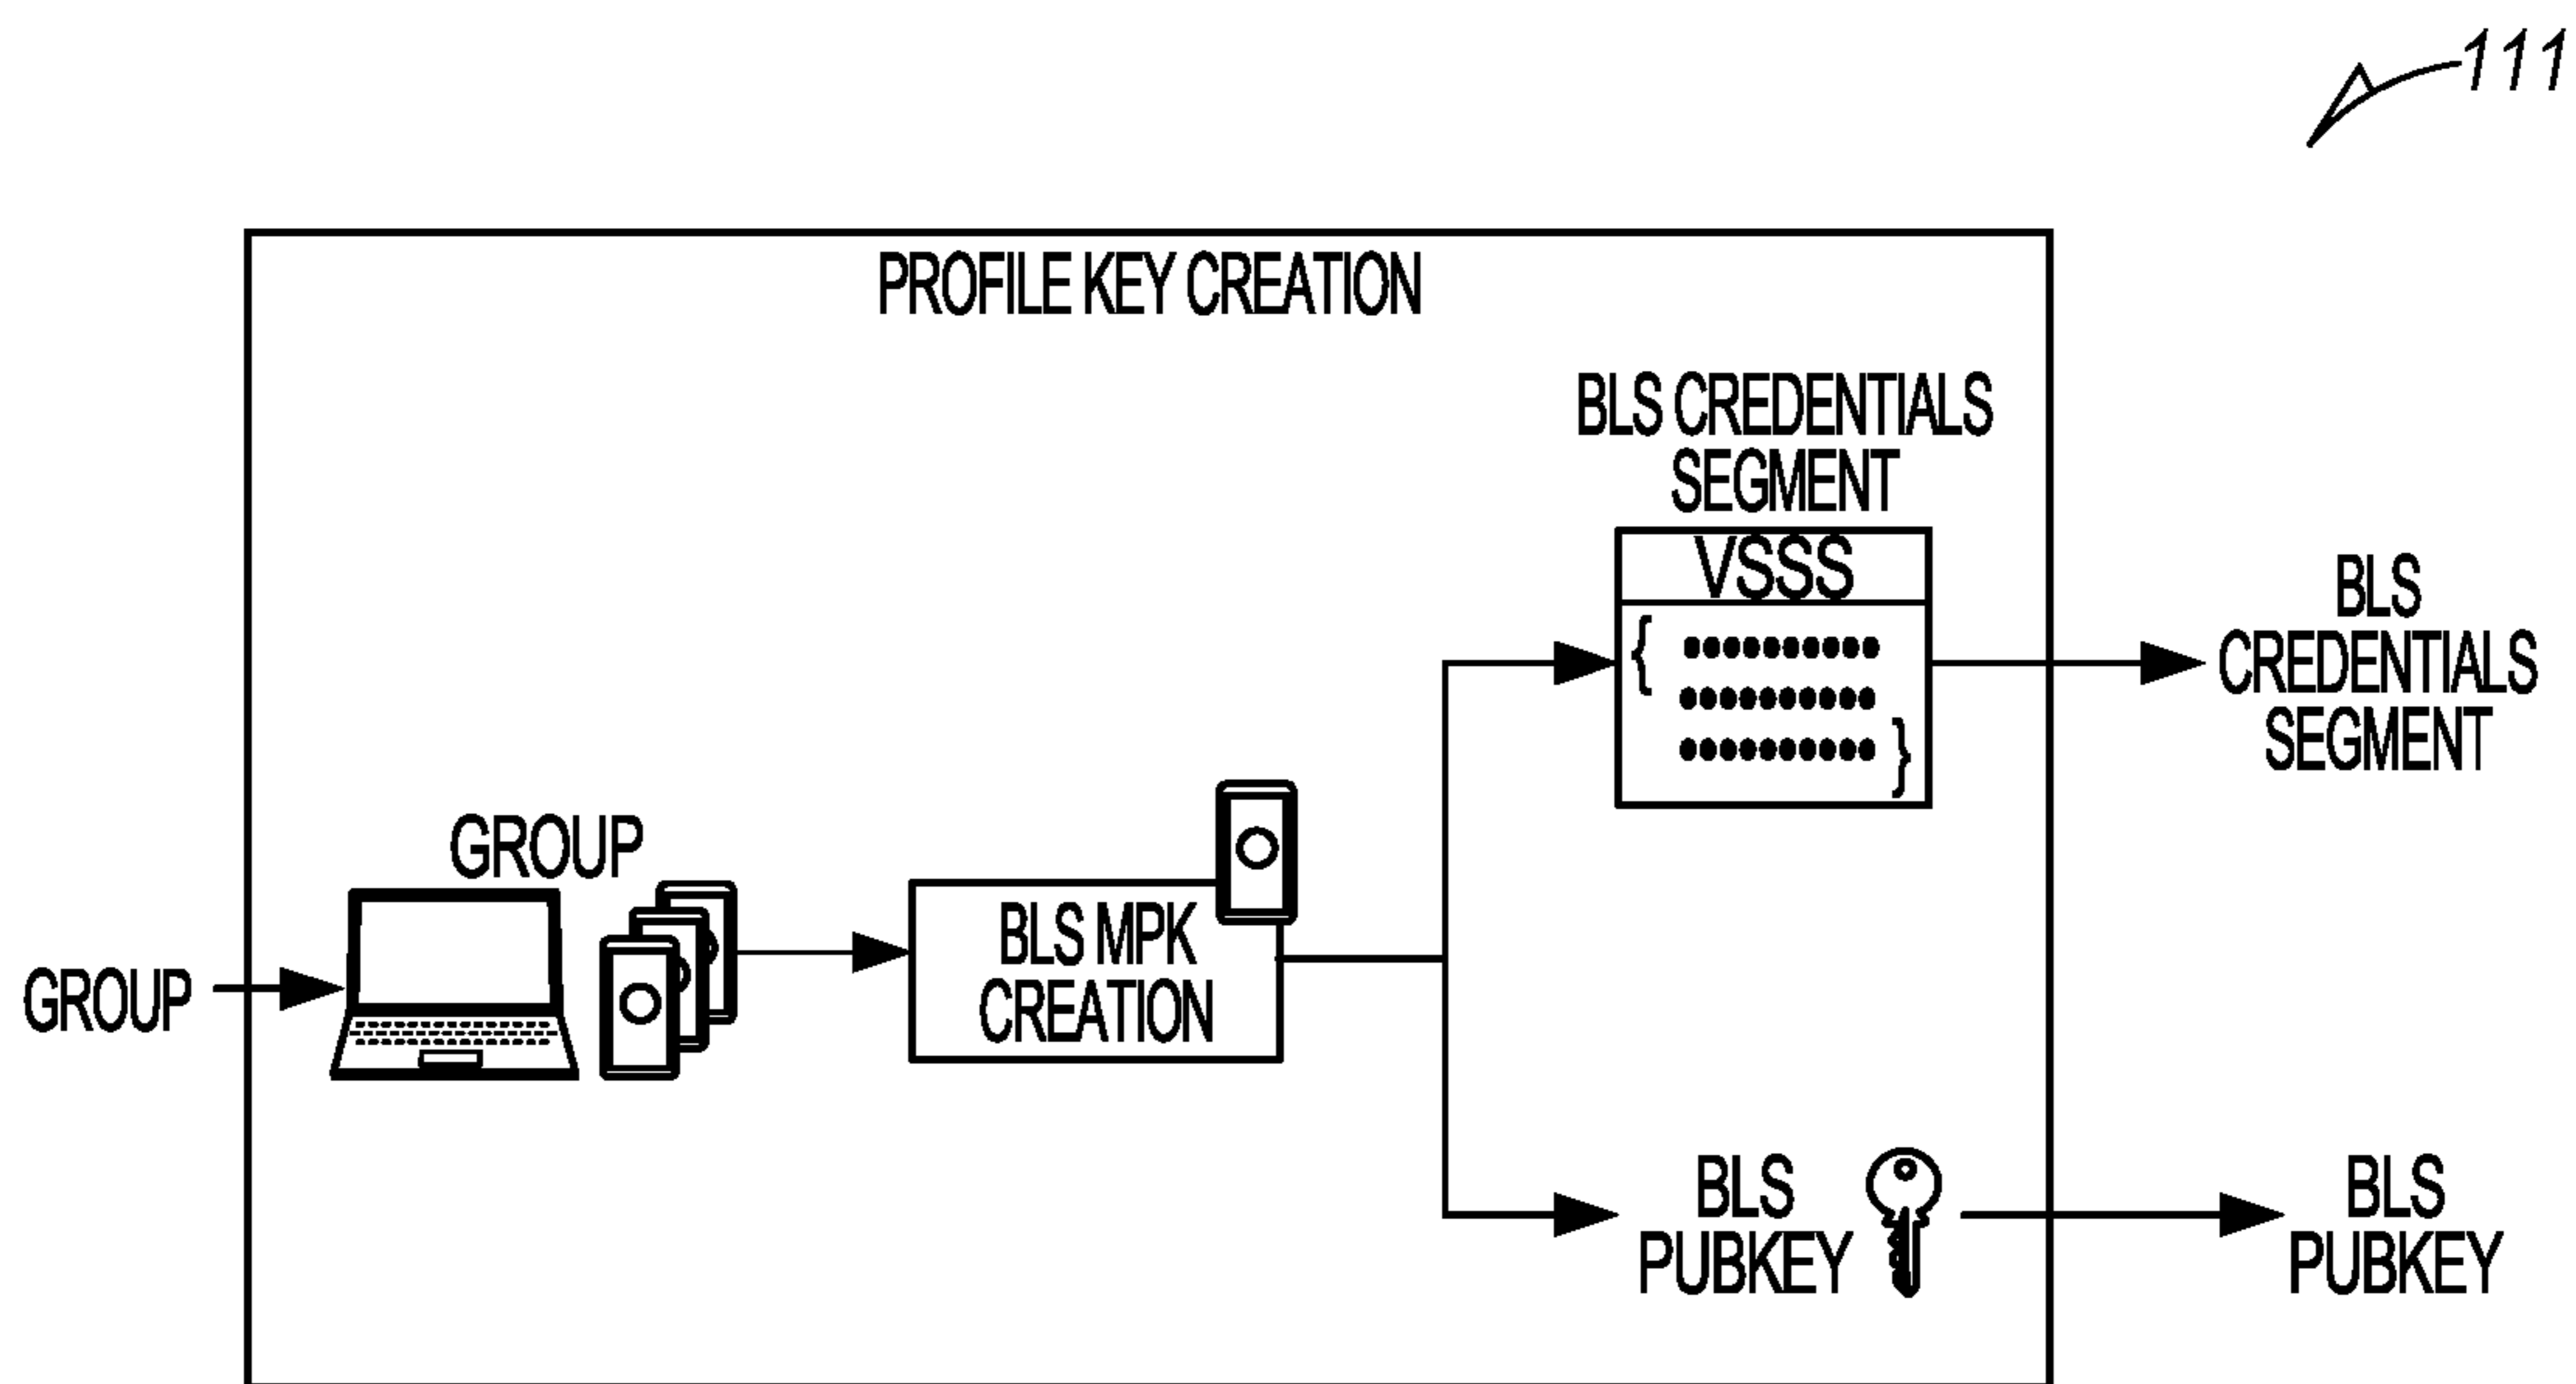 111
PROFILE KEY CREATION
BLS CREDENTIALS
SEGMENT
VSSS
{
}
BLS
CREDENTIALS
SEGMENT
GROUP
GROUP
BLS MPK
CREATION
BLS
PUBKEY
BLS
PUBKEY